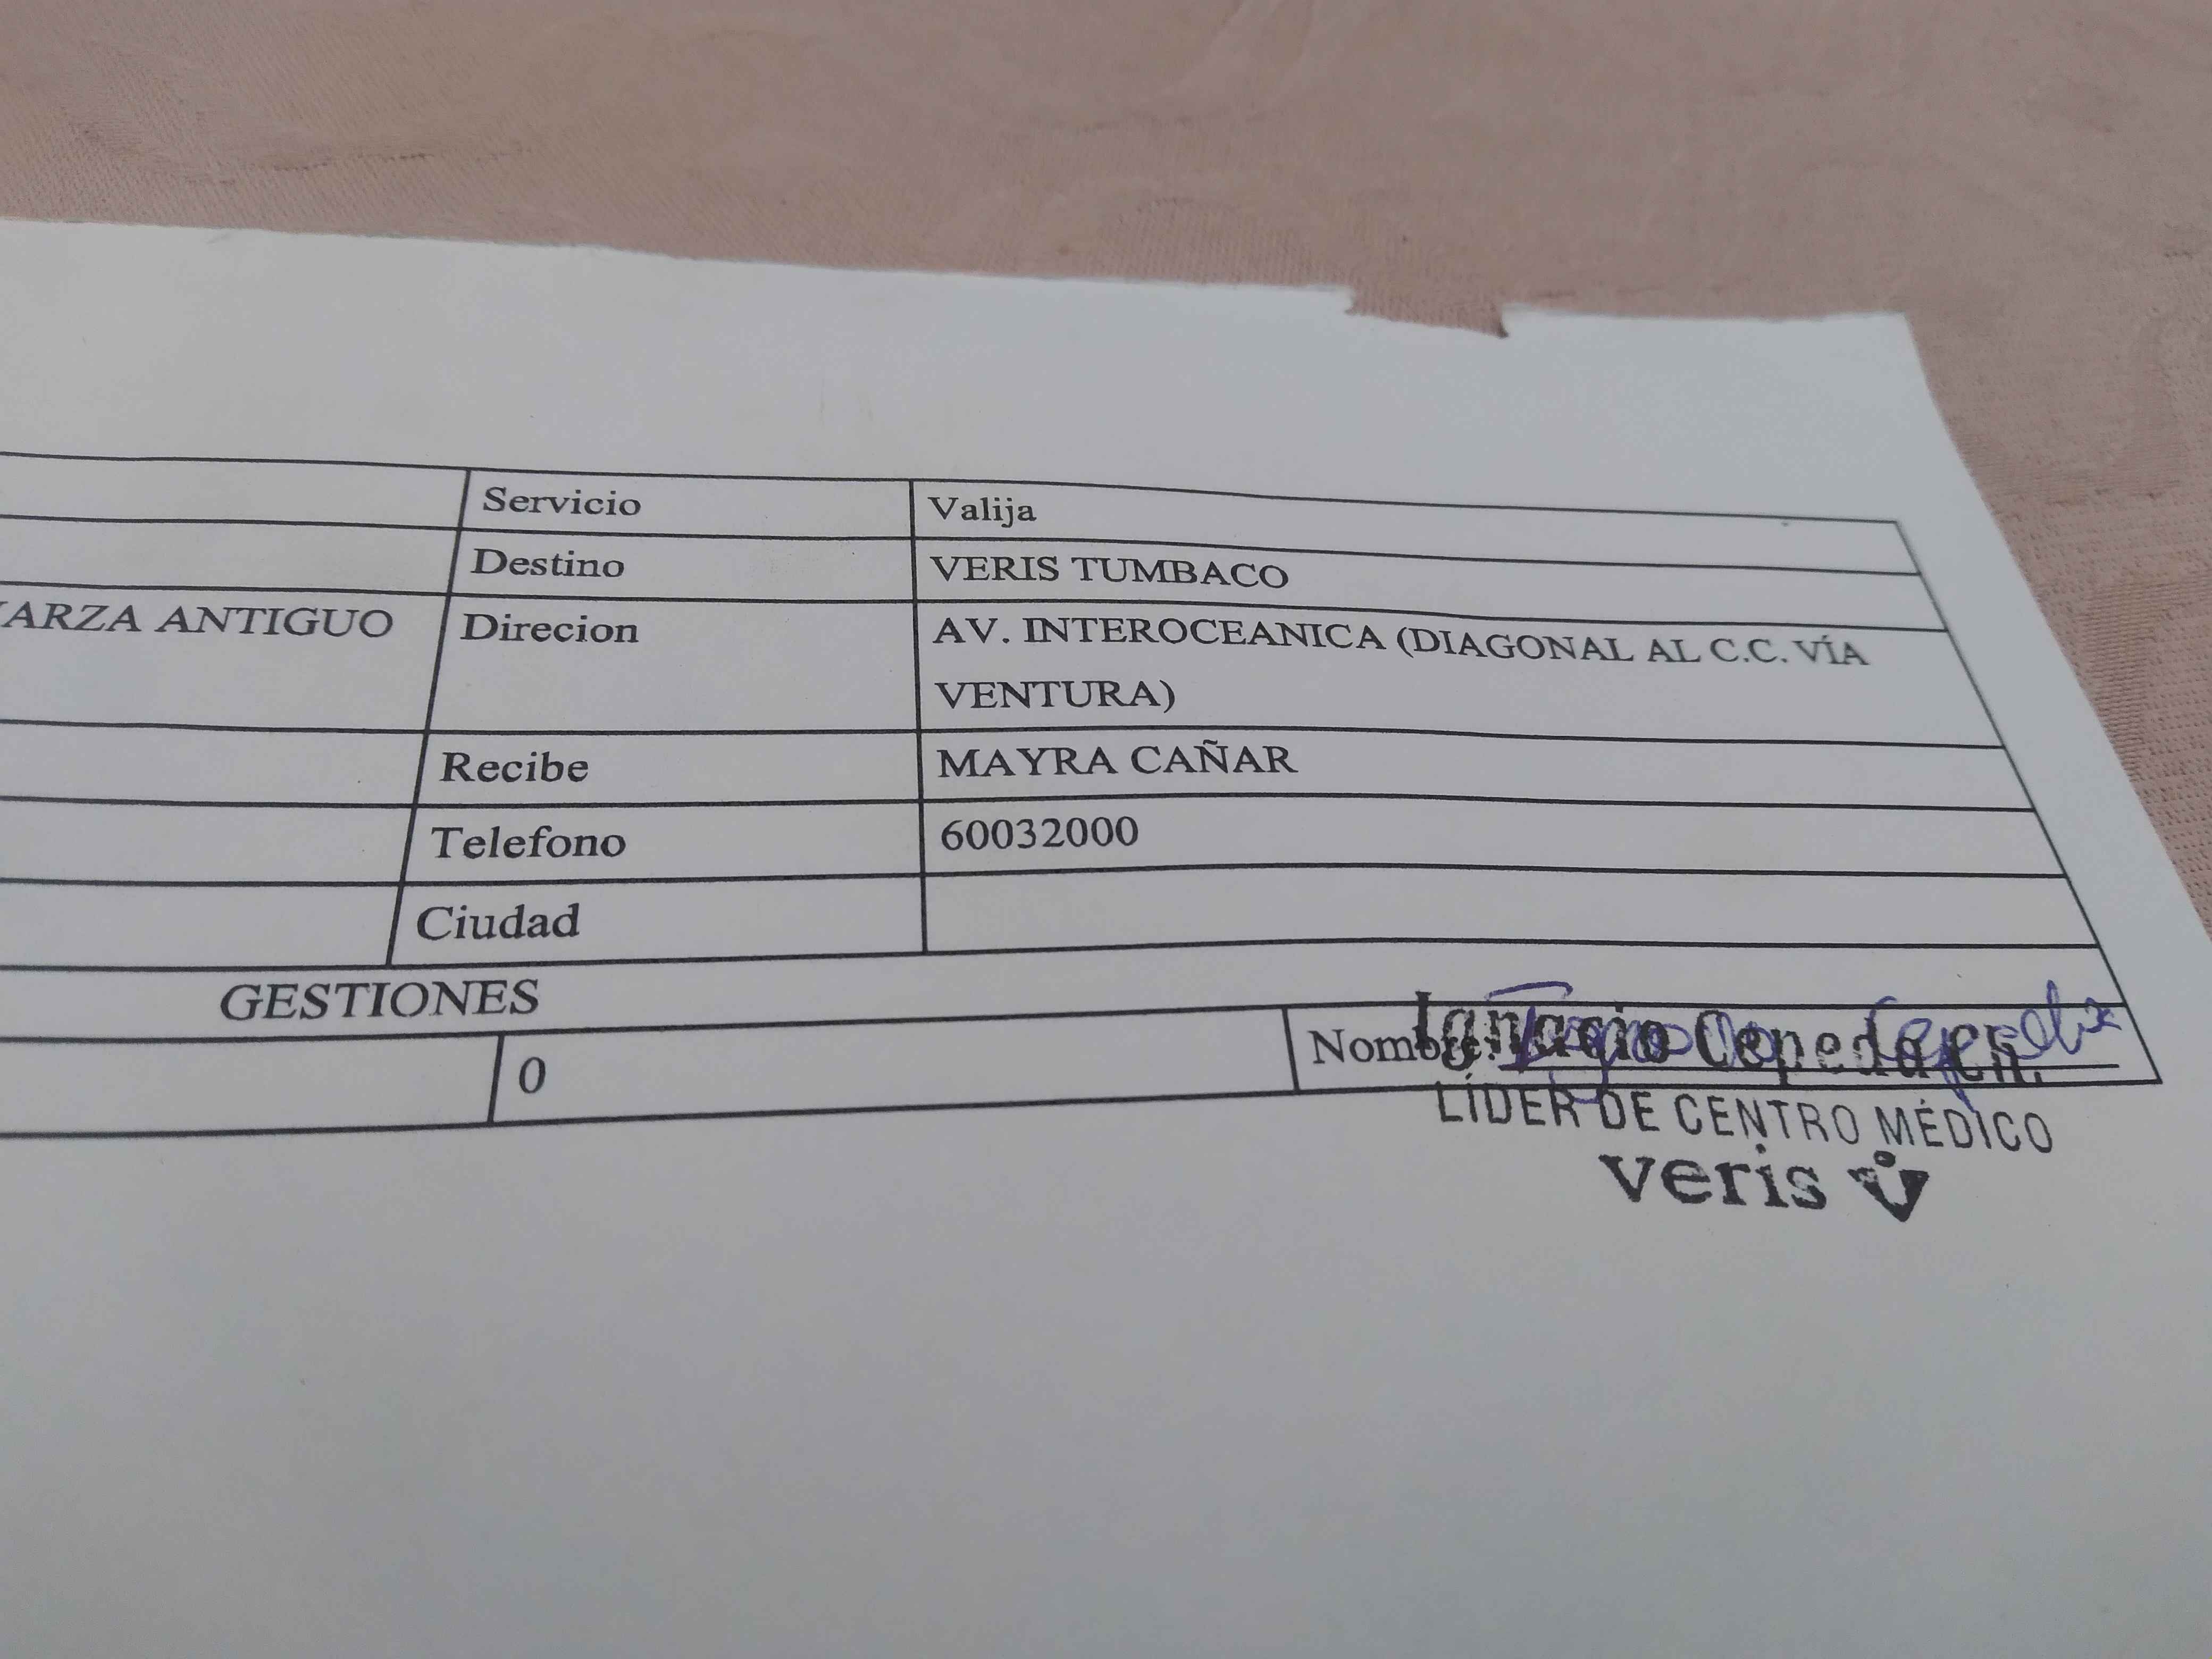 Servicio Valija
Destino VERIS TUMBACO
ARZA ANTIGUO Direcion AV. INTEROCEANICA (DIAGONAL AL C.C. VÍA
VENTURA)
Recibe MAYRA CAÑAR
Telefono 60032000
Ciudad
GESTIONES
0 Nombre: Ignacio Cepeda Ch.
LÍDER DE CENTRO MÉDICO
veris